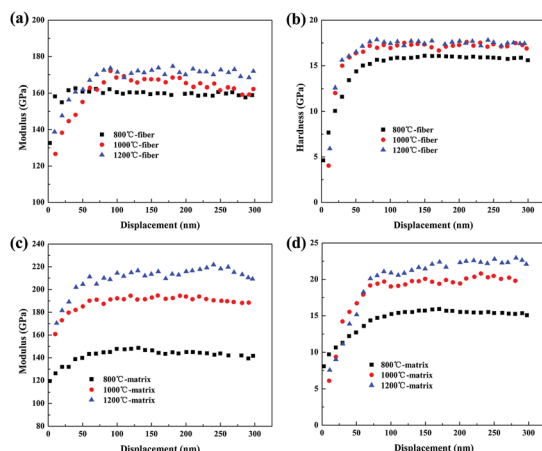 (a)
200
180
160
140
120
100
Modulus (GPa)
800℃-fiber
1000℃-fiber
1200℃-fiber
0 50 100 150 200 250 300
Displacement (nm)
(b)
20
15
10
5
0
Hardness (GPa)
800℃-fiber
1000℃-fiber
1200℃-fiber
0 50 100 150 200 250 300
Displacement (nm)
(c)
240
220
200
180
160
140
120
100
80
Modulus (GPa)
800℃-matrix
1000℃-matrix
1200℃-matrix
0 50 100 150 200 250 300
Displacement (nm)
(d)
25
20
15
10
5
0
Hardness (GPa)
800℃-matrix
1000℃-matrix
1200℃-matrix
0 50 100 150 200 250 300
Displacement (nm)